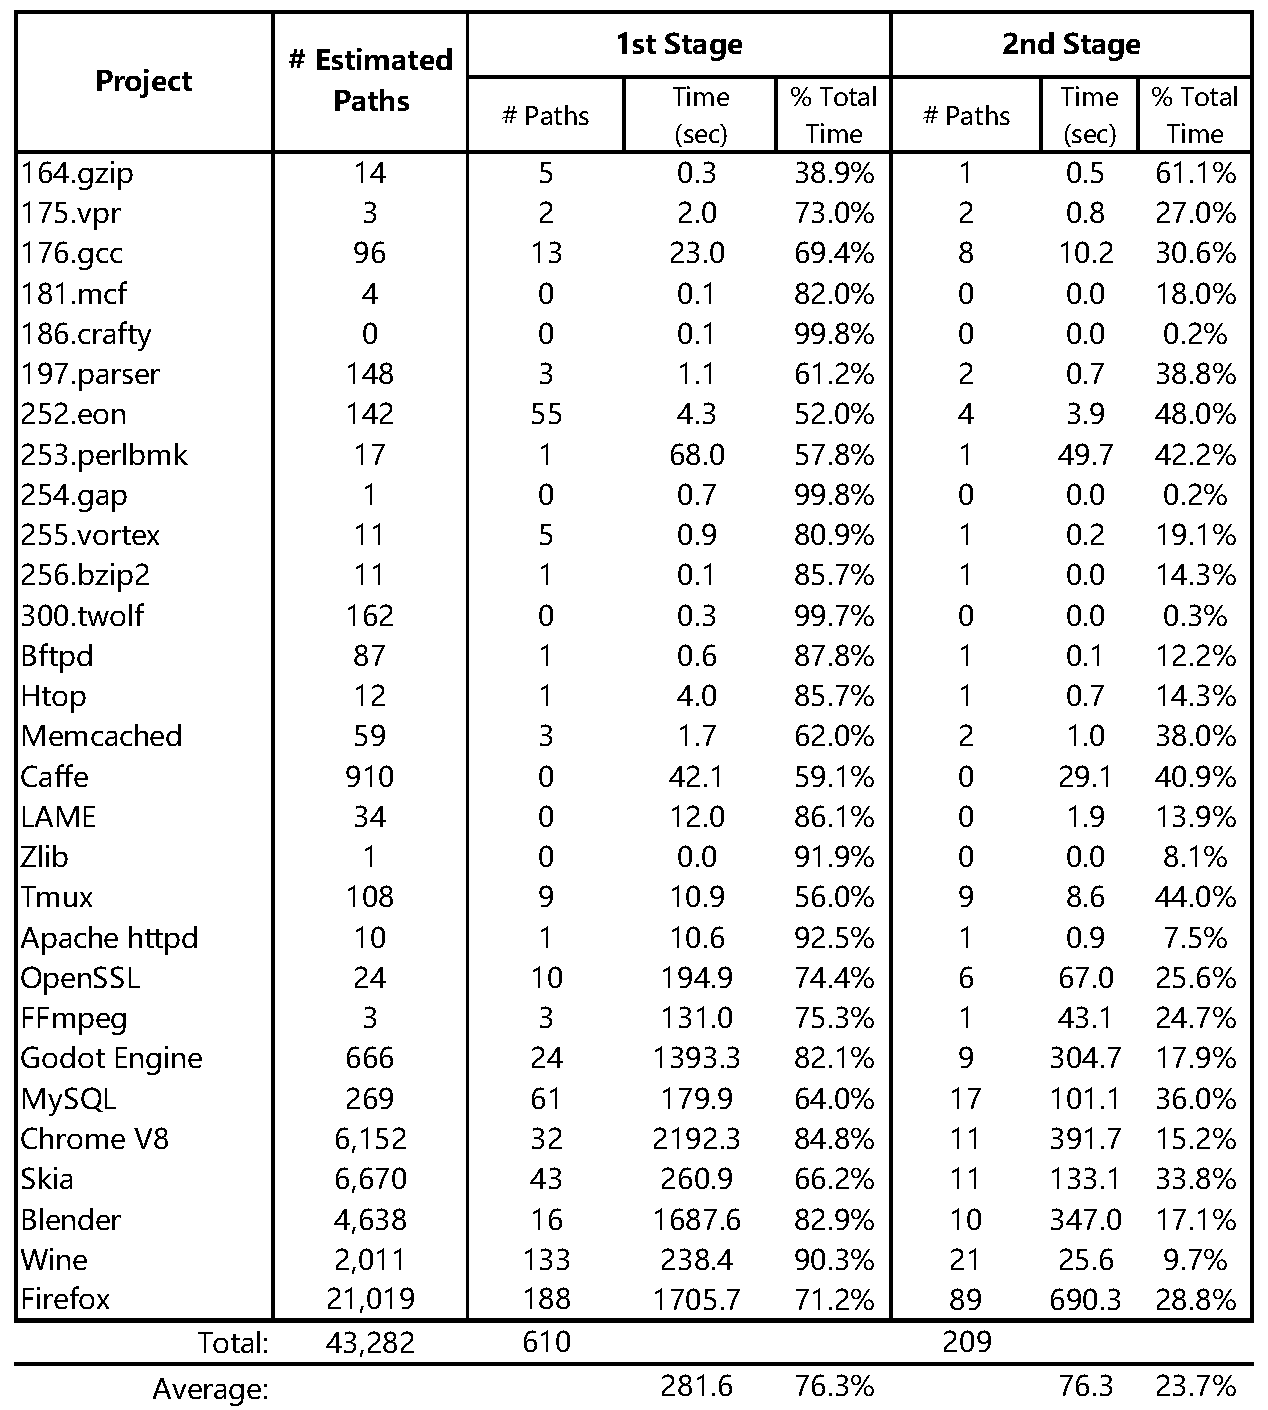 Project # Estimated Paths 1st Stage 2nd Stage
# Paths Time (sec) % Total Time # Paths Time (sec) % Total Time
164.gzip 14 5 0.3 38.9% 1 0.5 61.1%
175.vpr 3 2 2.0 73.0% 2 0.8 27.0%
176.gcc 96 13 23.0 69.4% 8 10.2 30.6%
181.mcf 4 0 0.1 82.0% 0 0.0 18.0%
186.crafty 0 0 0.1 99.8% 0 0.0 0.2%
197.parser 148 3 1.1 61.2% 2 0.7 38.8%
252.eon 142 55 4.3 52.0% 4 3.9 48.0%
253.perlbmk 17 1 68.0 57.8% 1 49.7 42.2%
254.gap 1 0 0.7 99.8% 0 0.0 0.2%
255.vortex 11 5 0.9 80.9% 1 0.2 19.1%
256.bzip2 11 1 0.1 85.7% 1 0.0 14.3%
300.twolf 162 0 0.3 99.7% 0 0.0 0.3%
Bftpd 87 1 0.6 87.8% 1 0.1 12.2%
Htop 12 1 4.0 85.7% 1 0.7 14.3%
Memcached 59 3 1.7 62.0% 2 1.0 38.0%
Caffe 910 0 42.1 59.1% 0 29.1 40.9%
LAME 34 0 12.0 86.1% 0 1.9 13.9%
Zlib 1 0 0.0 91.9% 0 0.0 8.1%
Tmux 108 9 10.9 56.0% 9 8.6 44.0%
Apache httpd 10 1 10.6 92.5% 1 0.9 7.5%
OpenSSL 24 10 194.9 74.4% 6 67.0 25.6%
FFmpeg 3 3 131.0 75.3% 1 43.1 24.7%
Godot Engine 666 24 1393.3 82.1% 9 304.7 17.9%
MySQL 269 61 179.9 64.0% 17 101.1 36.0%
Chrome V8 6,152 32 2192.3 84.8% 11 391.7 15.2%
Skia 6,670 43 260.9 66.2% 11 133.1 33.8%
Blender 4,638 16 1687.6 82.9% 10 347.0 17.1%
Wine 2,011 133 238.4 90.3% 21 25.6 9.7%
Firefox 21,019 188 1705.7 71.2% 89 690.3 28.8%
Total: 43,282 610 209
Average: 281.6 76.3% 76.3 23.7%